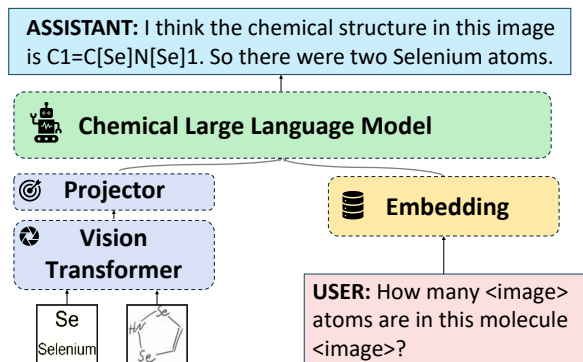 ASSISTANT: I think the chemical structure in this image
is C1=C[Se]N[Se]1. So there were two Selenium atoms.
Chemical Large Language Model
Projector
Embedding
Vision
Transformer
Se
Selenium
Se
HN
Se
USER: How many <image>
atoms are in this molecule
<image>?